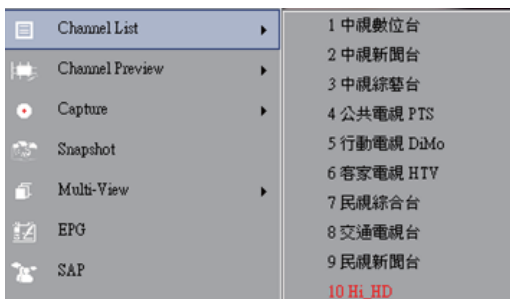 Channel List
Channel Preview
Capture
Snapshot
Multi-View
EPG
SAP
1 中視數位台
2 中視新聞台
3 中視綜藝台
4 公共電視 PTS
5 行動電視 DiMo
6 客家電視 HTV
7 民視綜合台
8 交通電視台
9 民視新聞台
10 Hi_HD